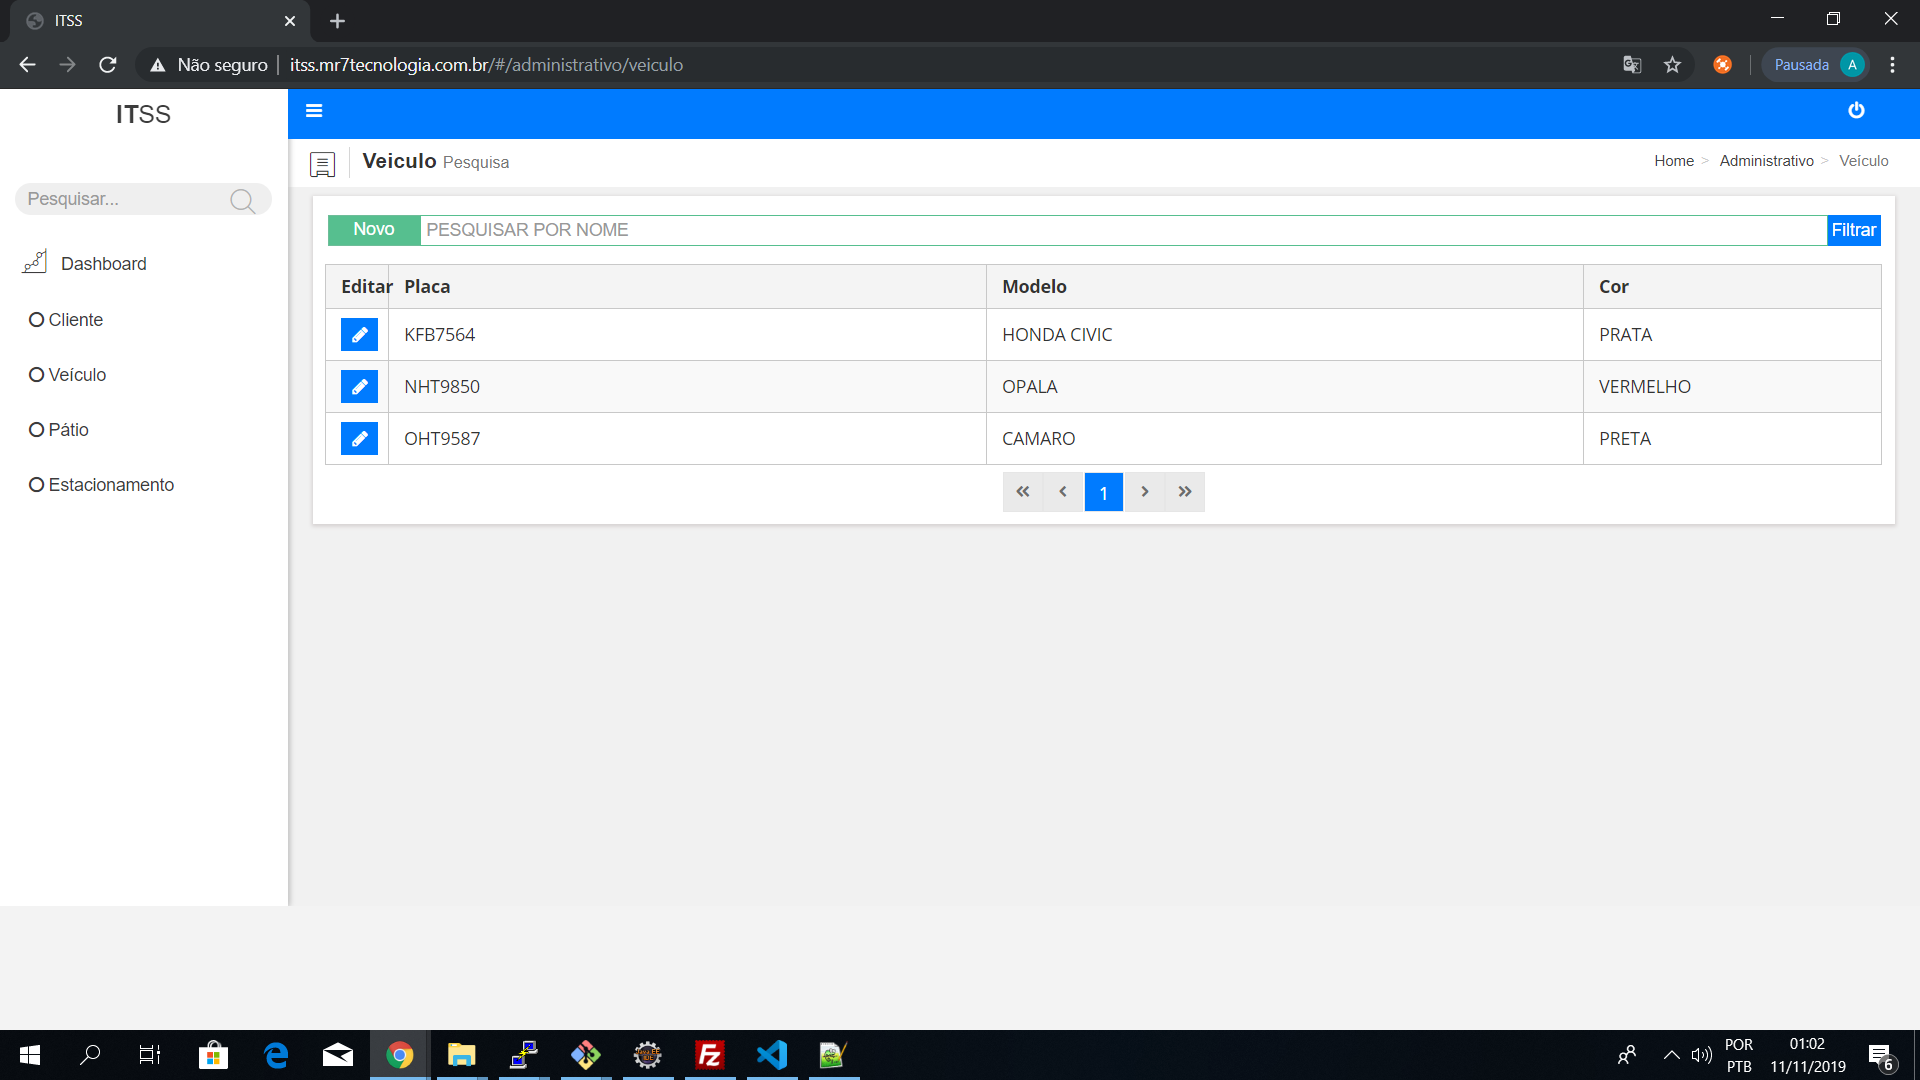 ITSS
Não seguro
itss.mr7tecnologia.com.br/#/administrativo/veiculo
Pausada
A
ITSS
Veiculo Pesquisa
Home > Administrativo > Veículo
Pesquisar...
Novo
PESQUISAR POR NOME
Filtrar
Dashboard
Cliente
Veículo
Pátio
Estacionamento
Editar Placa Modelo Cor
KFB7564 HONDA CIVIC PRATA
NHT9850 OPALA VERMELHO
OHT9587 CAMARO PRETA
« ‹ 1 › »
POR
PTB
01:02
11/11/2019
6